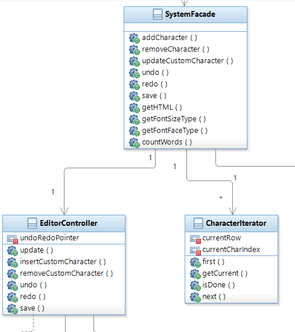 SystemFacade
addCharacter ( )
removeCharacter ( )
updateCustomCharacter ( )
undo ( )
redo ( )
save ( )
getHTML ( )
getFontSizeType ( )
getFontFaceType ( )
countWords ( )
1
1
1
1
*
EditorController
undoRedoPointer
update ( )
insertCustomCharacter ( )
removeCustomCharacter ( )
undo ( )
redo ( )
save ( )
CharacterIterator
currentRow
currentCharIndex
first ( )
getCurrent ( )
isDone ( )
next ( )